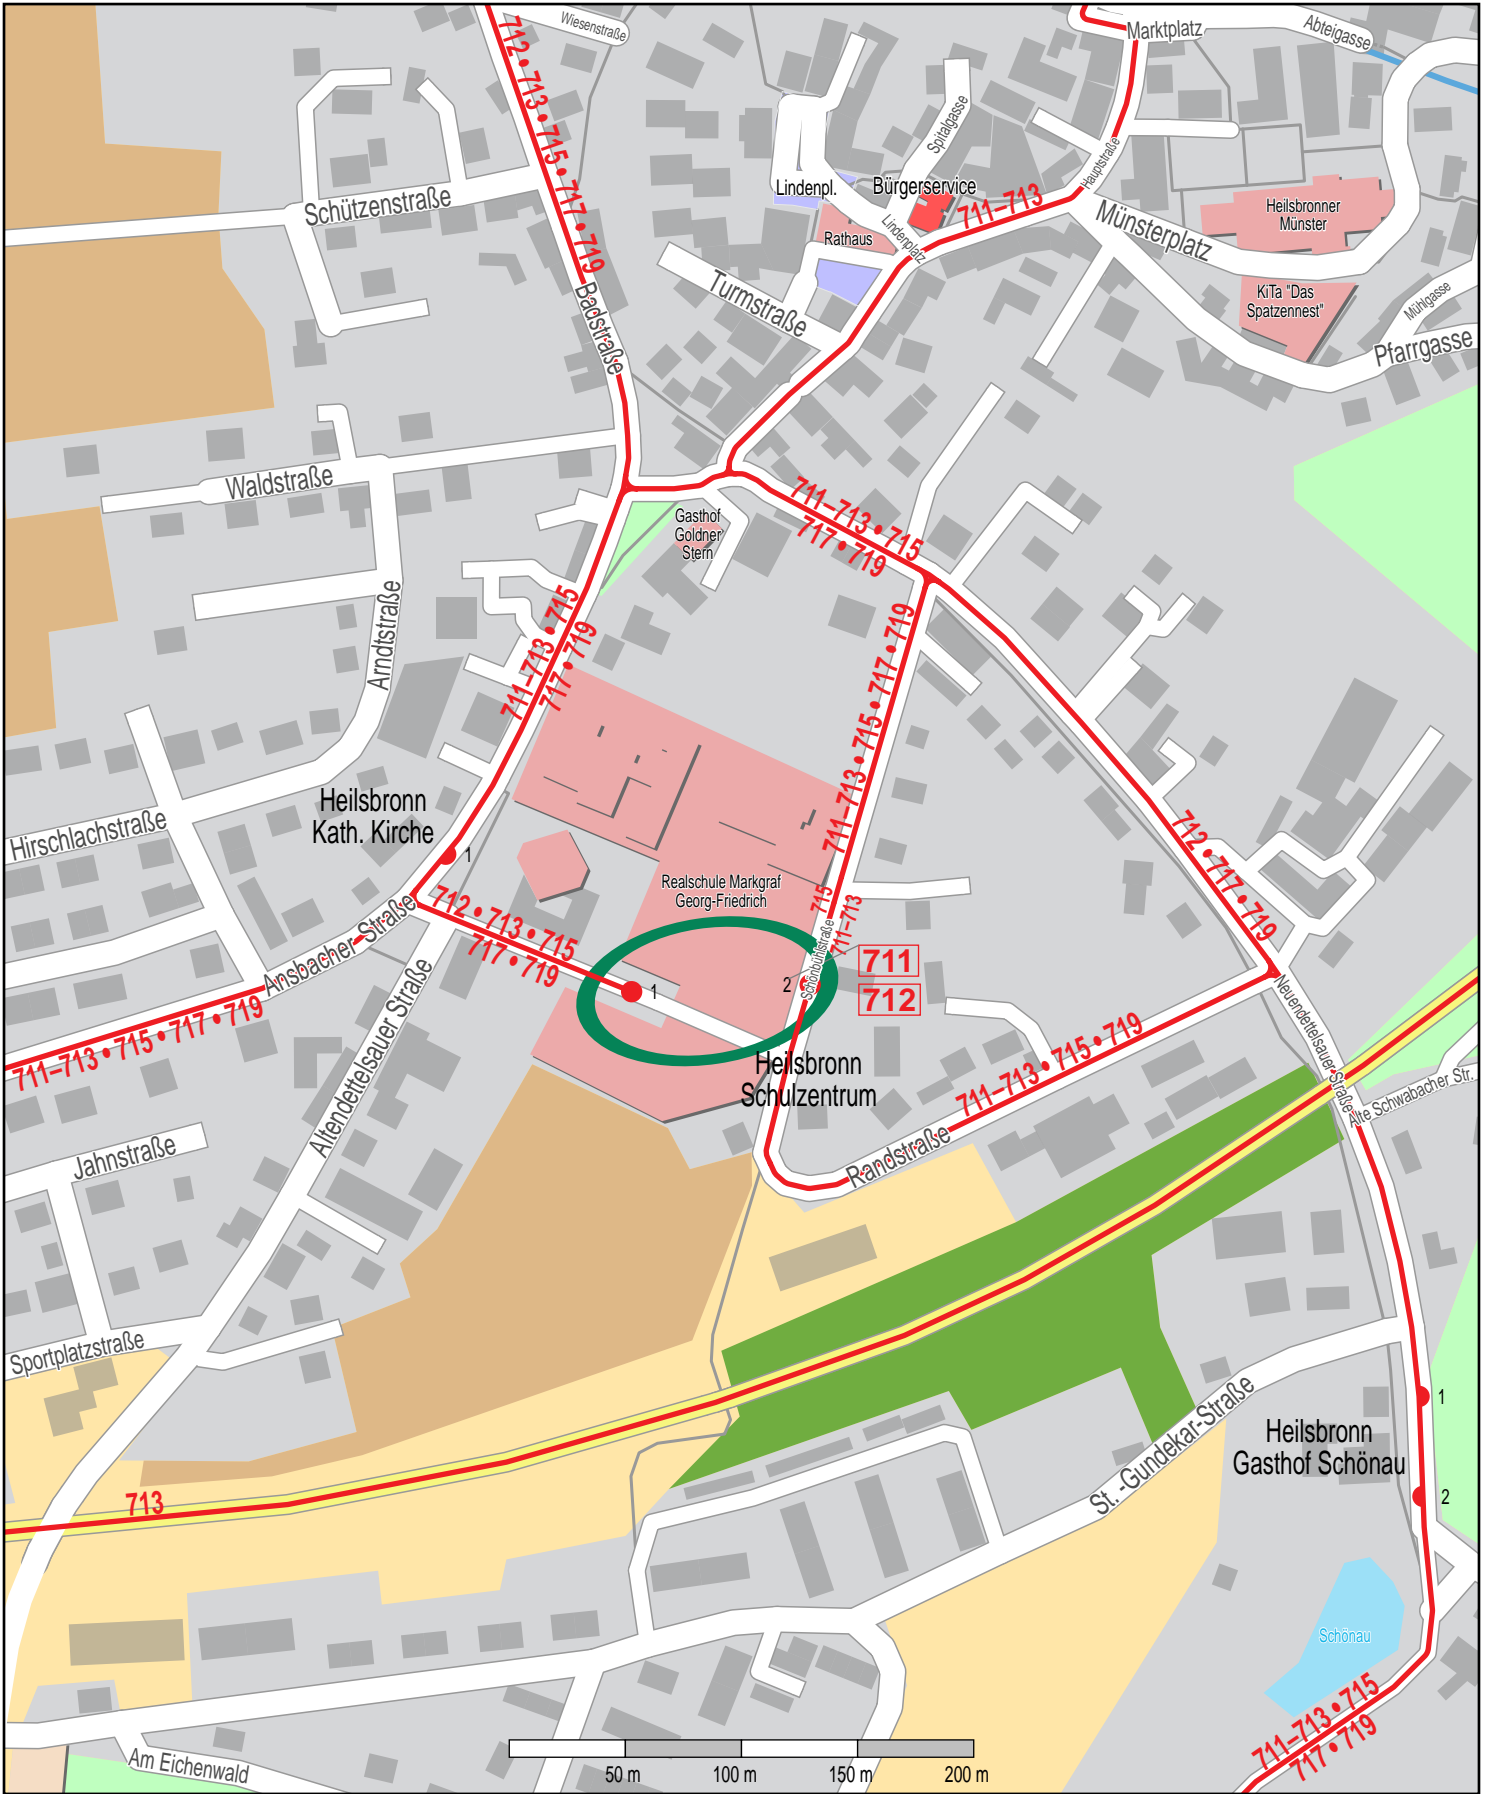 Wiesenstraße
Marktplatz
Abteigasse
712 • 713 • 715 • 717 • 719
Spitalgasse
Hauptstraße
Schützenstraße
Lindenpl.
Bürgerservice
711–713
Heilsbronner
Münster
Münsterplatz
Rathaus
Lindenplatz
Turmstraße
Badstraße
KiTa "Das
Spatzennest"
Mühlgasse
Pfarrgasse
Waldstraße
711–713 • 715
717 • 719
Gasthof
Goldner
Stern
Arndtstraße
711–713 • 715
717 • 719
711–713 • 715 • 717 • 719
Heilsbronn
Kath. Kirche
1
Hirschlachstraße
712 • 717 • 719
Realschule Markgraf
Georg-Friedrich
715
711–713
Schönbühlstraße
712 • 713 • 715
717 • 719
Ansbacher Straße
711
712
1
2
Altendettelsauer Straße
711–713 • 715 • 717 • 719
Neuendettelsauer Straße
Heilsbronn
Schulzentrum
711–713 • 715 • 719
Alte Schwabacher Str.
Randstraße
Jahnstraße
Sportplatzstraße
St.-Gundekar-Straße
1
Heilsbronn
Gasthof Schönau
2
713
Schönau
711–713 • 715
717 • 719
Am Eichenwald
50 m
100 m
150 m
200 m